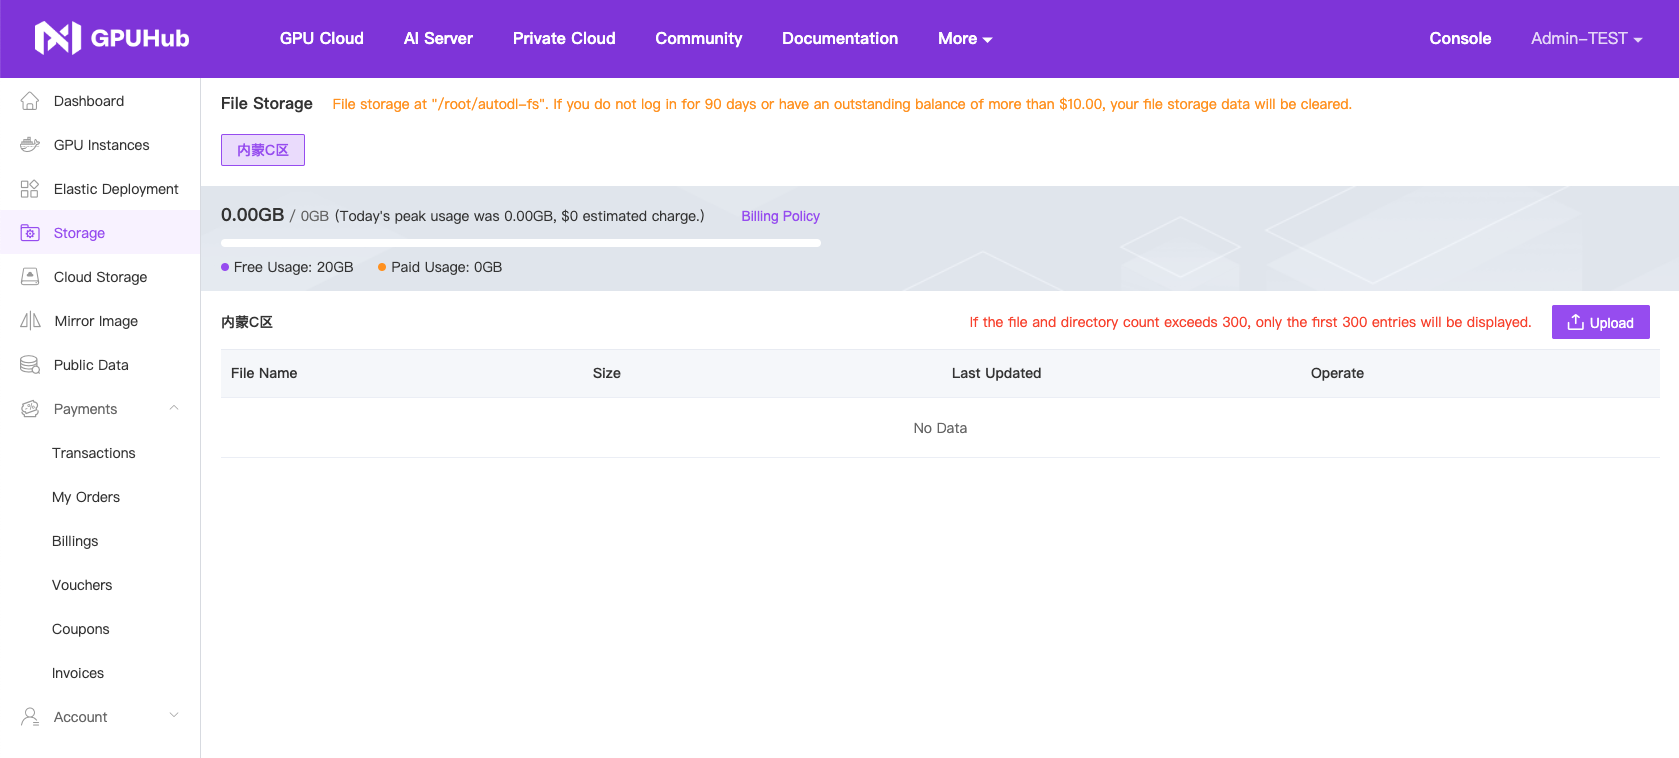 GPUHub
GPU Cloud
AI Server
Private Cloud
Community
Documentation
More
Console
Admin-TEST
Dashboard
GPU Instances
Elastic Deployment
Storage
Cloud Storage
Mirror Image
Public Data
Payments
Transactions
My Orders
Billings
Vouchers
Coupons
Invoices
Account
File Storage
File storage at "/root/autodl-fs". If you do not log in for 90 days or have an outstanding balance of more than $10.00, your file storage data will be cleared.
内蒙C区
0.00GB / 0GB (Today's peak usage was 0.00GB, $0 estimated charge.)
Billing Policy
Free Usage: 20GB
Paid Usage: 0GB
内蒙C区
If the file and directory count exceeds 300, only the first 300 entries will be displayed.
Upload
File Name
Size
Last Updated
Operate
No Data